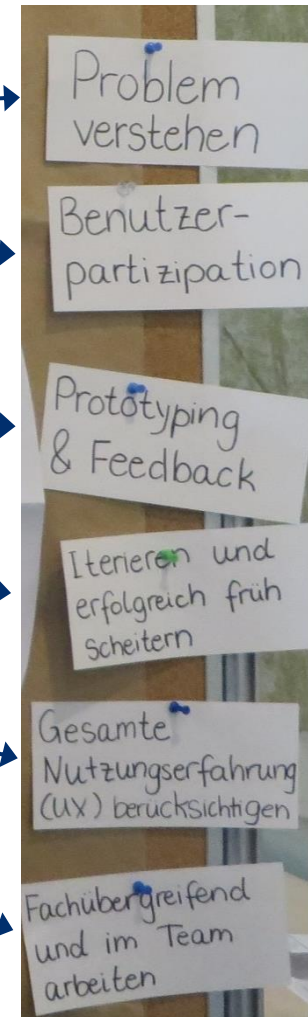 Problem
verstehen
Benutzer-
partizipation
Prototyping
& Feedback
Iterieren und
erfolgreich früh
scheitern
Gesamte
Nutzungserfahrung
(UX) berücksichtigen
Fachübergreifend
und im Team
arbeiten